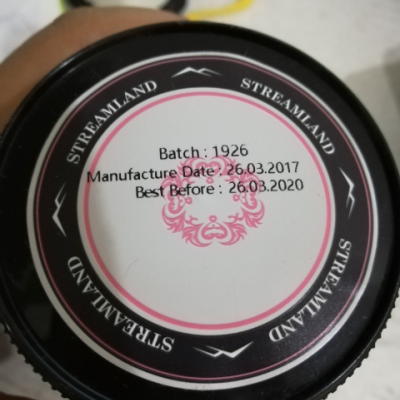 STREAMLAND
STREAMLAND
Batch : 1926
Manufacture Date : 26.03.2017
Best Before : 26.03.2020
STREAMLAND
STREAMLAND